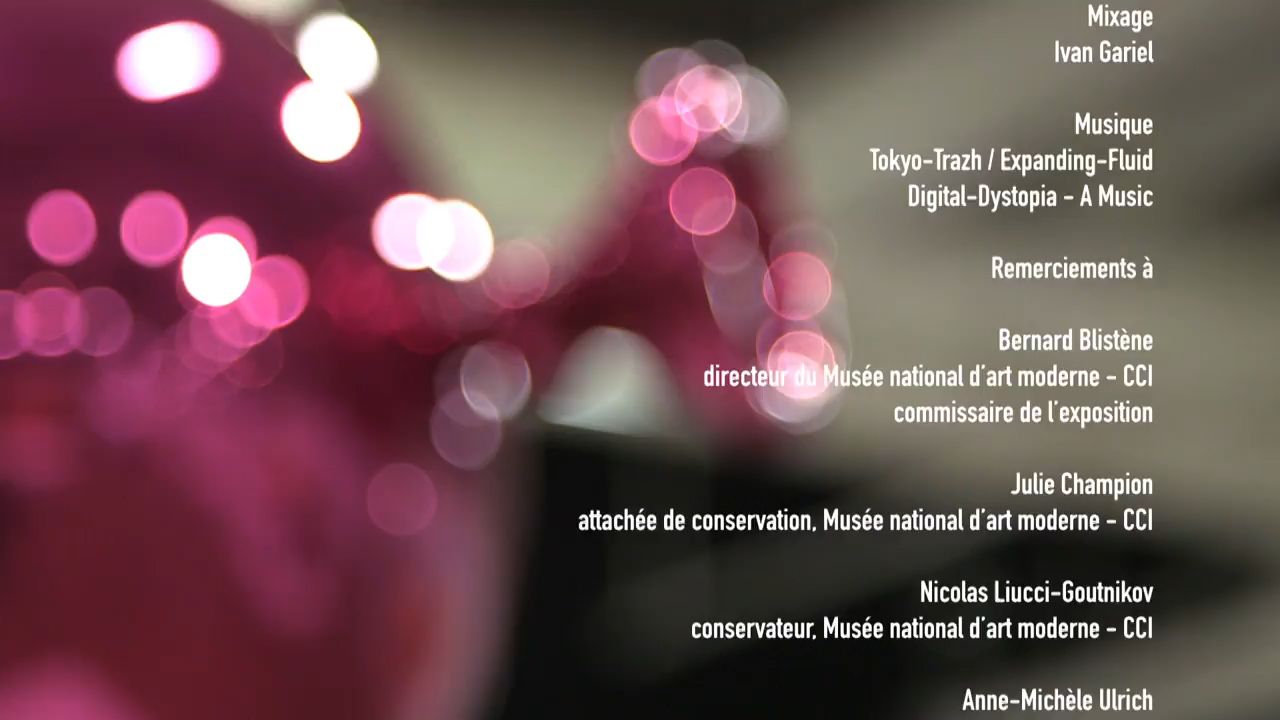 Mixage
Ivan Gariel
Musique
Tokyo-Trazh / Expanding-Fluid
Digital-Dystopia - A Music
Remerciements à
Bernard Blistène
directeur du Musée national d'art moderne - CCI
commissaire de l'exposition
Julie Champion
attachée de conservation, Musée national d'art moderne - CCI
Nicolas Liucci-Goutnikov
conservateur, Musée national d'art moderne - CCI
Anne-Michèle Ulrich